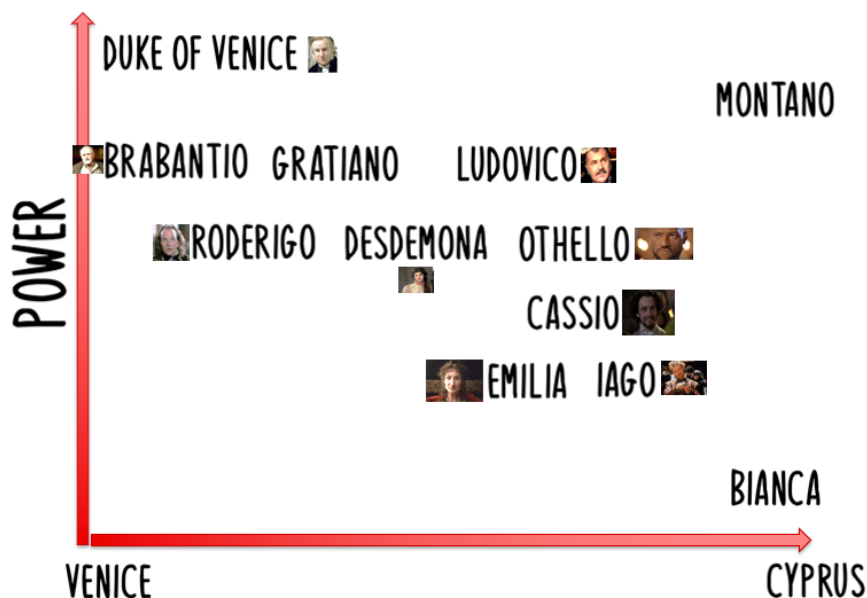 DUKE OF VENICE
MONTANO
BRABANTIO GRATIANO LUDOVICO
POWER
RODERIGO DESDEMONA OTHELLO
CASSIO
EMILIA IAGO
BIANCA
VENICE CYPRUS